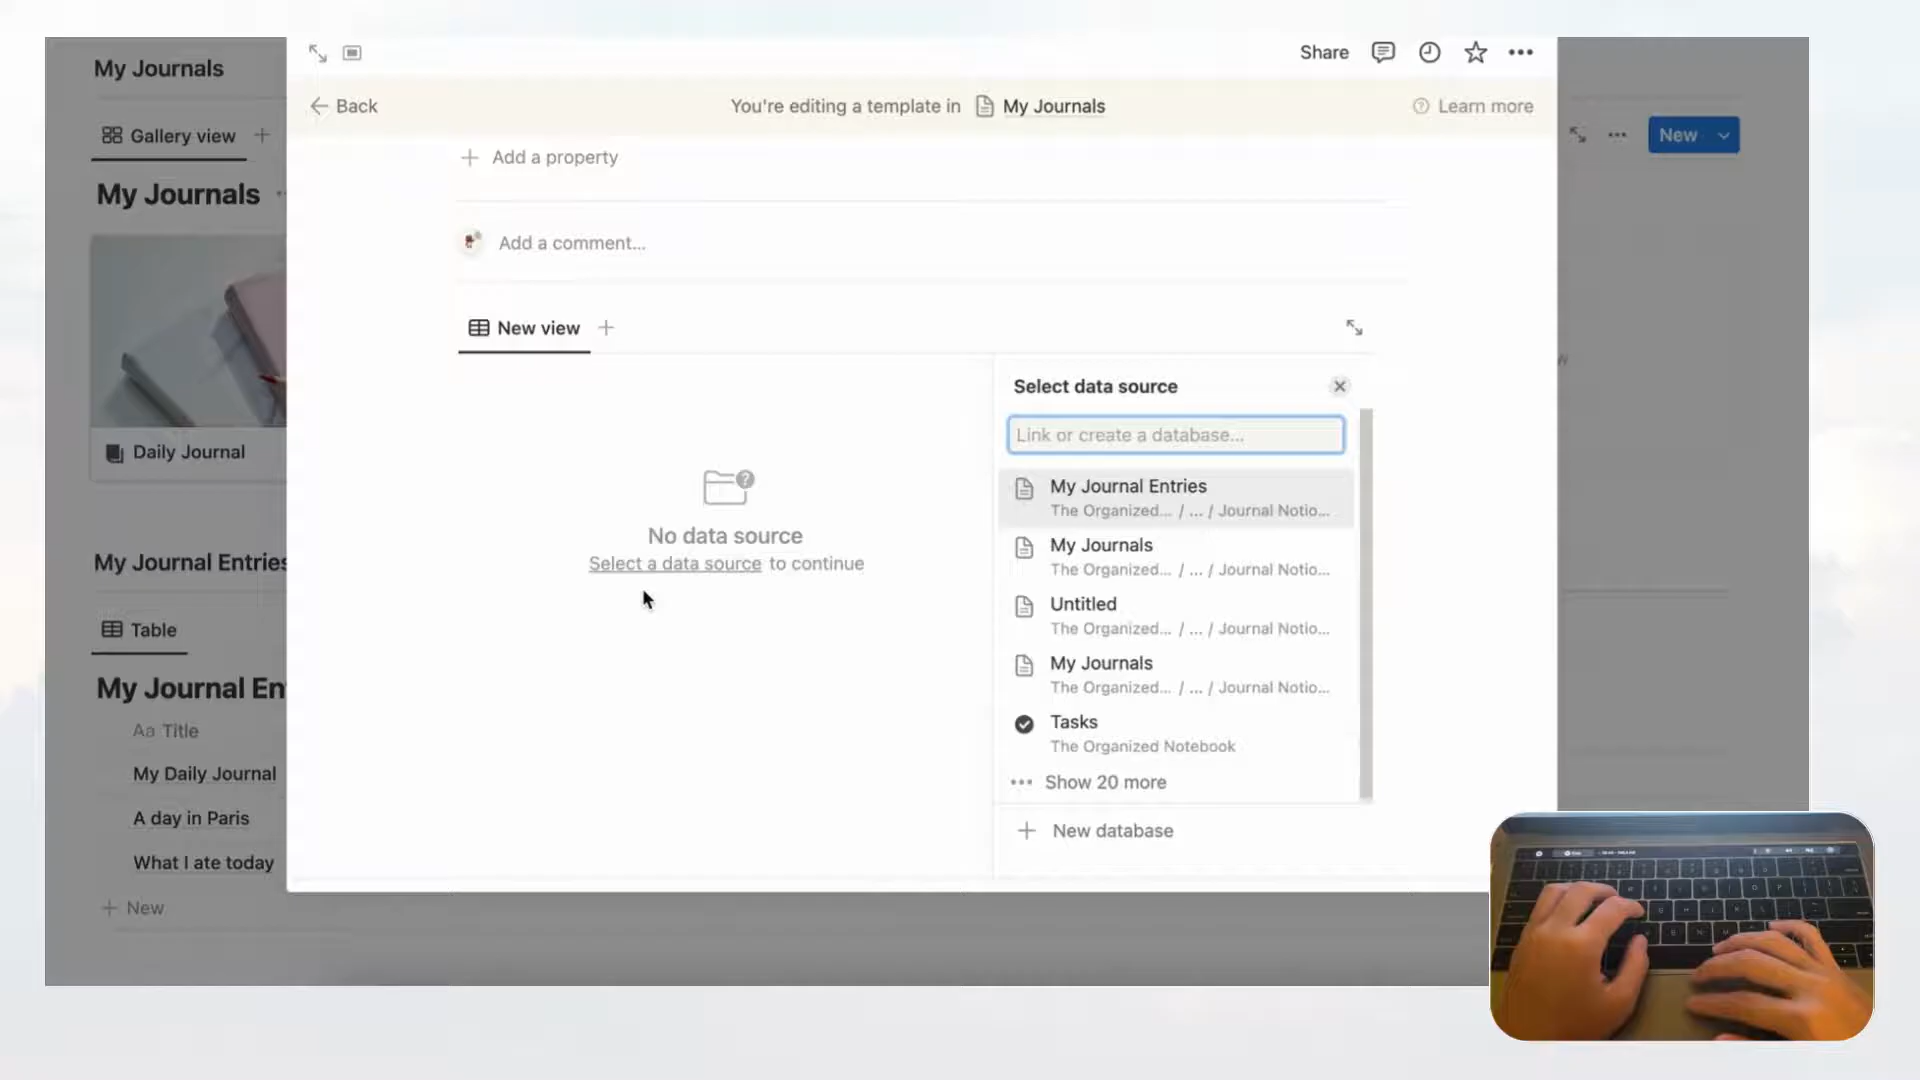 My Journals
Gallery view
My Journals
Daily Journal
My Journal Entries
Table
My Journal En
Aa Title
My Daily Journal
A day in Paris
What I ate today
New
Share
Back
You're editing a template in My Journals
Learn more
Add a property
Add a comment...
New view
No data source
Select a data source to continue
Select data source
Link or create a database...
My Journal Entries
The Organized... / ... / Journal Notio...
My Journals
The Organized... / ... / Journal Notio...
Untitled
The Organized... / ... / Journal Notio...
My Journals
The Organized... / ... / Journal Notio...
Tasks
The Organized Notebook
Show 20 more
New database
New